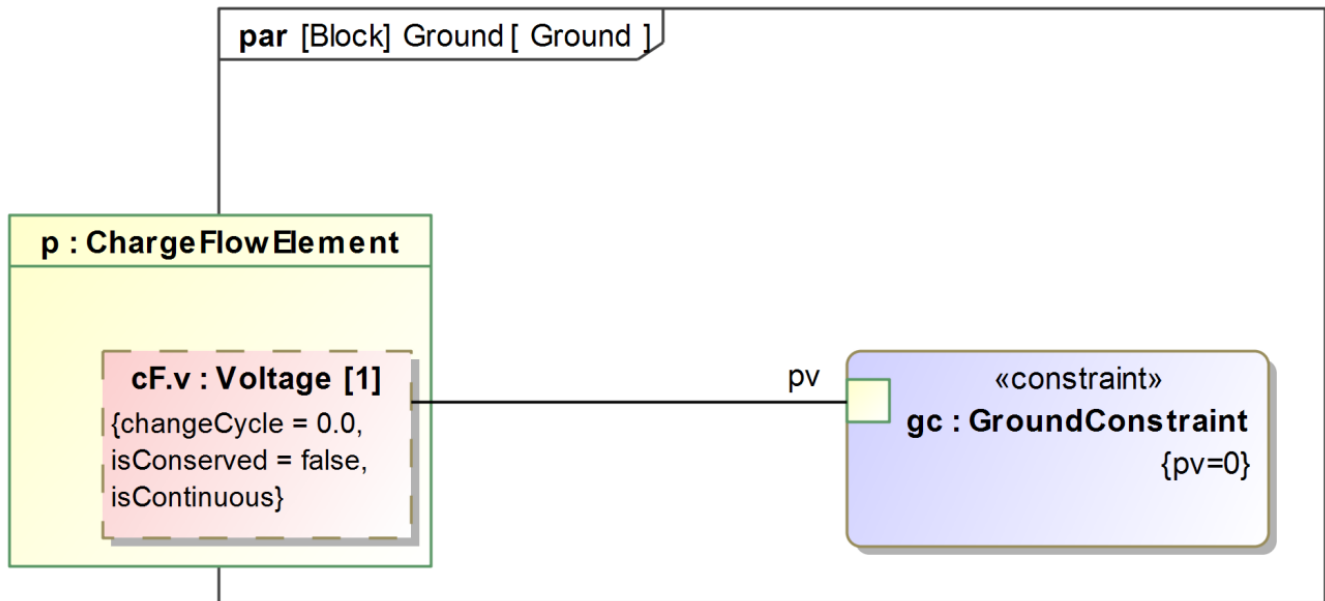 par [Block] Ground [ Ground ]
p : ChargeFlowElement
cF.v : Voltage [1]
{changeCycle = 0.0,
isConserved = false,
isContinuous}
pv
«constraint»
gc : GroundConstraint
{pv=0}